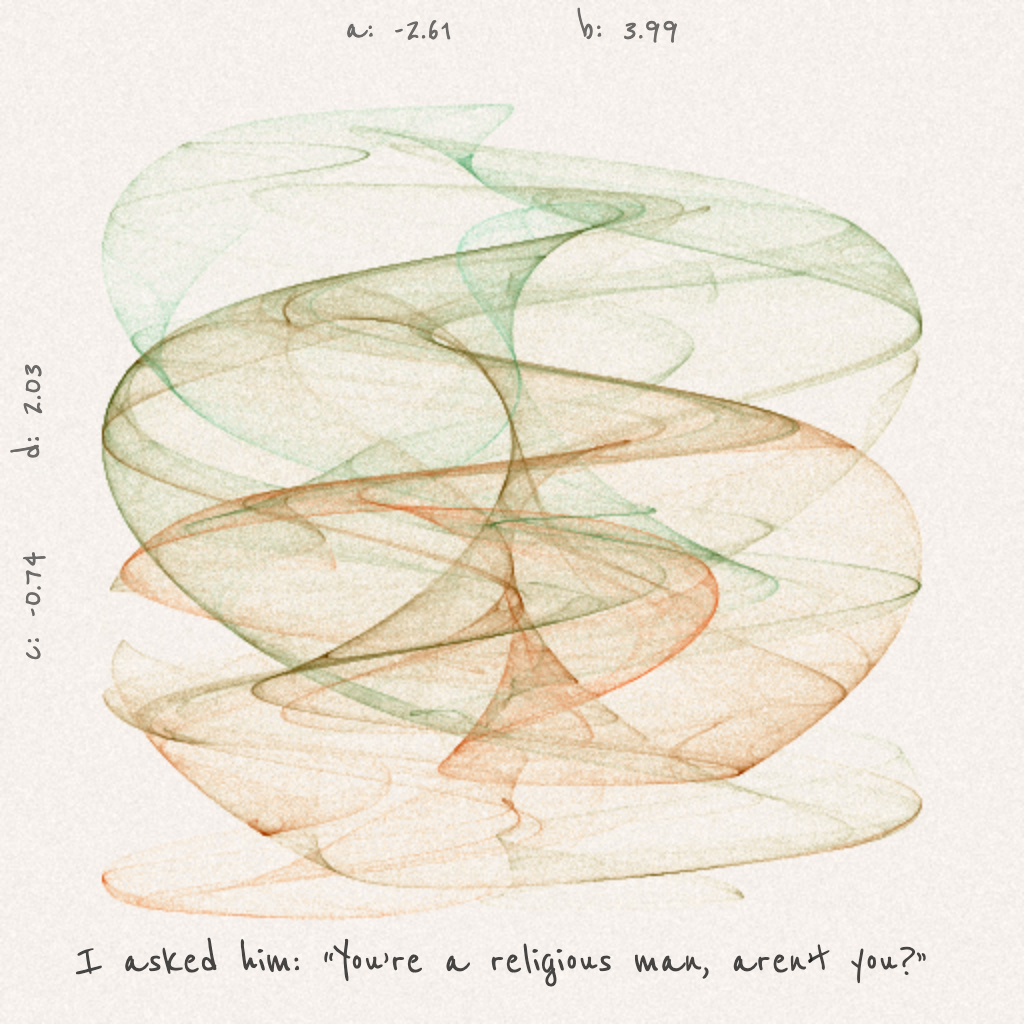 a: -2.61
b: 3.99
d: 2.03
c: -0.74
I asked him: "You're a religious man, aren't you?"